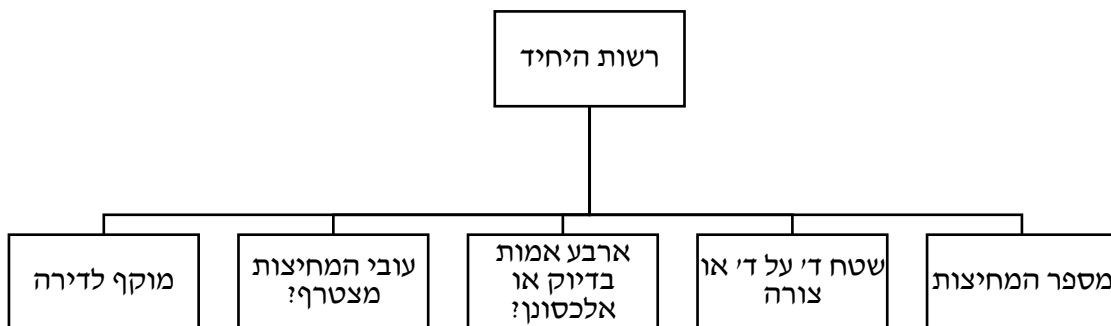 רשות היחיד
מספר המחיצות
שטח ד׳ על ד׳ או
צורה
ארבע אמות
בדיוק או
אלכסונן?
עובי המחיצות
מצטרף?
מוקף לדירה